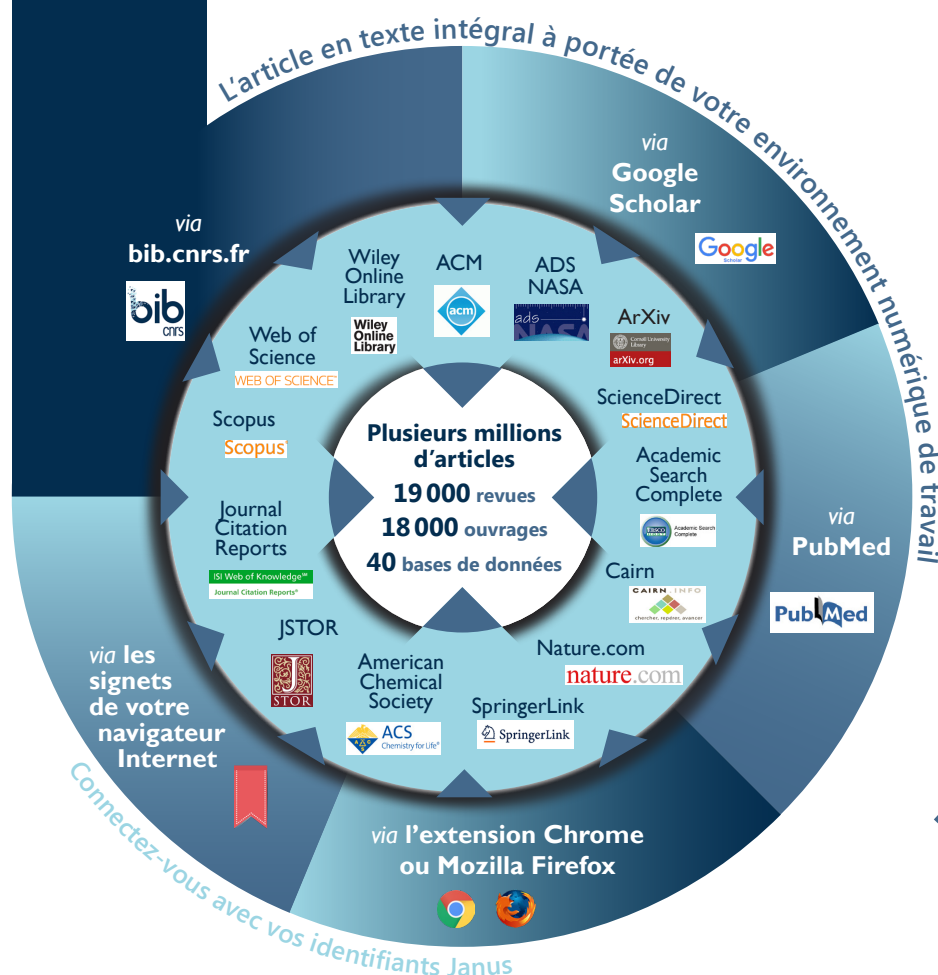 L'article en texte intégral à portée de votre environnement numérique de travail
via
Google
Scholar
Google
Scholar
via
bib.cnrs.fr
bib
cnrs
Wiley
Online
Library
Wiley
Online
Library
ACM
acm
ADS
NASA
ads
NASA
ArXiv
Cornell University
Library
arXiv.org
Web of
Science
WEB OF SCIENCE™
ScienceDirect
ScienceDirect
Scopus
Scopus
Academic
Search
Complete
Academic Search
Complete
Plusieurs millions
d'articles
19 000 revues
18 000 ouvrages
40 bases de données
Journal
Citation
Reports
ISI Web of Knowledge℠
Journal Citation Reports®
via
PubMed
PubMed
Cairn
CAIRN.INFO
chercher, repérer, avancer
JSTOR
JSTOR
Nature.com
nature.com
American
Chemical
Society
ACS
Chemistry for Life®
SpringerLink
SpringerLink
via les
signets
de votre
navigateur
Internet
via l'extension Chrome
ou Mozilla Firefox
Connectez-vous avec vos identifiants Janus